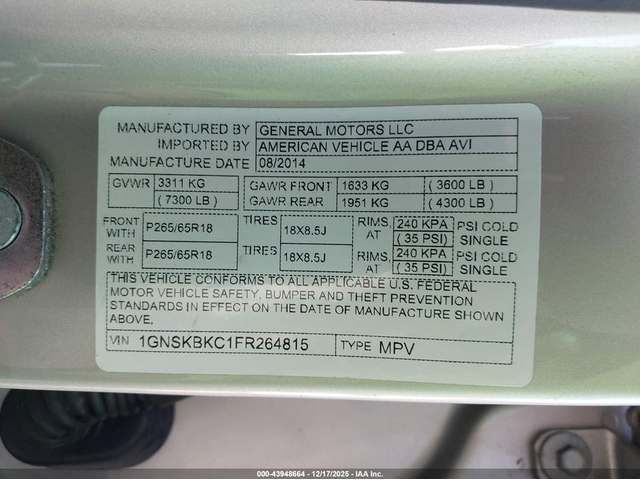 MANUFACTURED BY GENERAL MOTORS LLC
IMPORTED BY AMERICAN VEHICLE AA DBA AVI
MANUFACTURE DATE 08/2014
GVWR 3311 KG GAWR FRONT 1633 KG ( 3600 LB )
( 7300 LB ) GAWR REAR 1951 KG ( 4300 LB )
FRONT WITH P265/65R18 TIRES 18X8.5J RIMS, AT 240 KPA ( 35 PSI) PSI COLD SINGLE
REAR WITH P265/65R18 TIRES 18X8.5J RIMS, AT 240 KPA ( 35 PSI) PSI COLD SINGLE
THIS VEHICLE CONFORMS TO ALL APPLICABLE U.S. FEDERAL
MOTOR VEHICLE SAFETY, BUMPER AND THEFT PREVENTION
STANDARDS IN EFFECT ON THE DATE OF MANUFACTURE SHOWN
ABOVE.
VIN 1GNSKBKC1FR264815 TYPE MPV
000-43948664 - 12/17/2025 - IAA Inc.